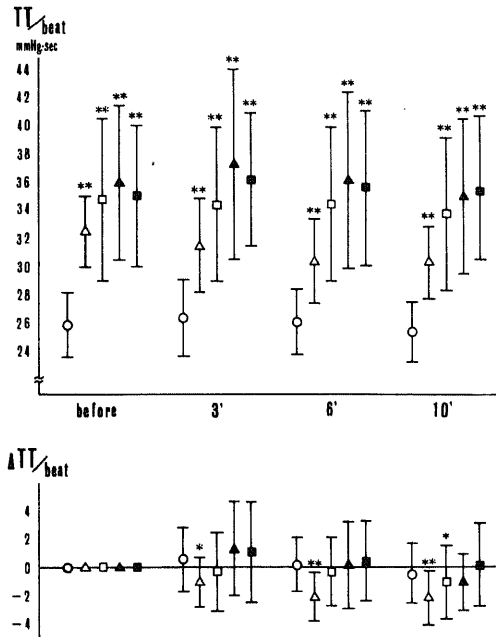 TT/beat
mmHg·sec
44
42
40
38
36
34
32
30
28
26
24
** ** ** **
** ** ** **
** ** ** **
** ** ** **
before 3' 6' 10'
ΔTT/beat
4
2
0
-2
-4
* ** ** *